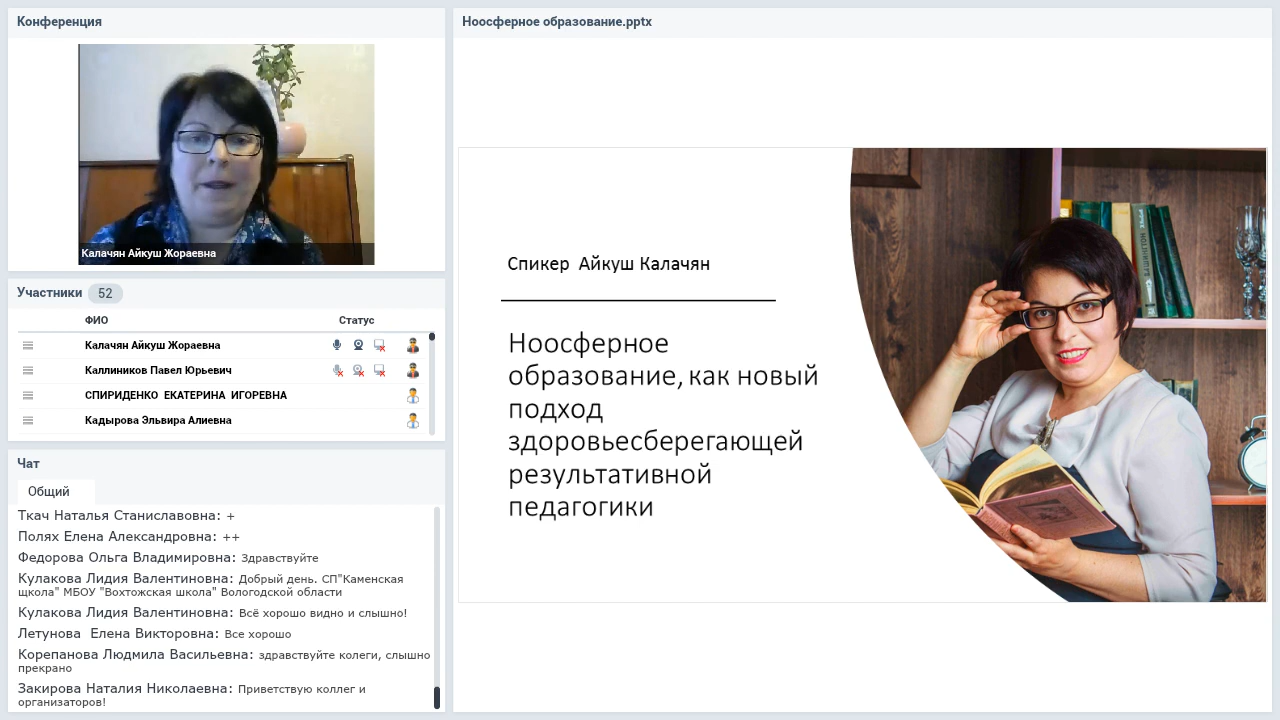 Конференция
Калачян Айкуш Жораевна
Участники 52
ФИО Статус
Калачян Айкуш Жораевна
Каллиников Павел Юрьевич
СПИРИДЕНКО ЕКАТЕРИНА ИГОРЕВНА
Кадырова Эльвира Алиевна
Чат
Общий
Ткач Наталья Станиславовна: +
Полях Елена Александровна: ++
Федорова Ольга Владимировна: Здравствуйте
Кулакова Лидия Валентиновна: Добрый день. СП"Каменская
щкола" МБОУ "Вохтожская школа" Вологодской области
Кулакова Лидия Валентиновна: Всё хорошо видно и слышно!
Летунова Елена Викторовна: Все хорошо
Корепанова Людмила Васильевна: здравствуйте колеги, слышно
прекрано
Закирова Наталия Николаевна: Приветствую коллег и
организаторов!
Ноосферное образование.pptx
Спикер Айкуш Калачян
Ноосферное
образование, как новый
подход
здоровьесберегающей
результативной
педагогики